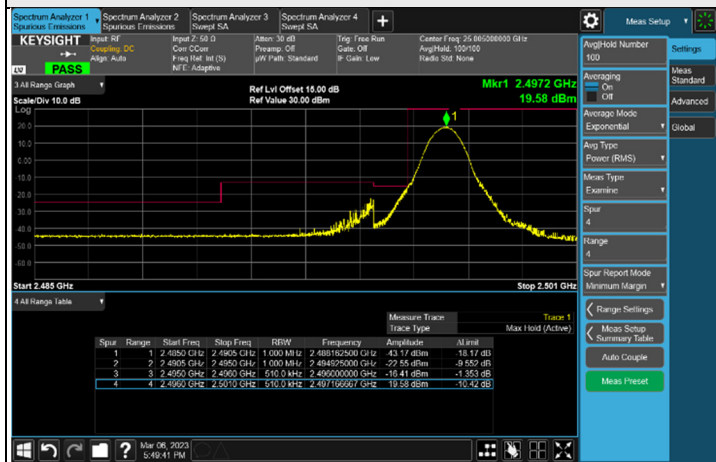 Spectrum Analyzer 1
Spurious Emissions
Spectrum Analyzer 2
Spurious Emissions
Spectrum Analyzer 3
Swept SA
Spectrum Analyzer 4
Swept SA
Meas Setup
KEYSIGHT
Input: RF
Coupling: DC
Align: Auto
Input Z: 50 Ω
Corr CCorr
Freq Ref: Int (S)
NFE: Adaptive
Atten: 30 dB
Preamp: Off
µW Path: Standard
Trig: Free Run
Gate: Off
IF Gain: Low
Center Freq: 25.005000000 GHz
Avg|Hold: 100/100
Radio Std: None
PASS
3 All Range Graph
Scale/Div 10.0 dB
Ref Lvl Offset 15.00 dB
Ref Value 30.00 dBm
Mkr1 2.4972 GHz
19.58 dBm
Log
20.0
10.0
0.00
10.0
20.0
30.0
40.0
50.0
60.0
1
Start 2.485 GHz
Stop 2.501 GHz
4 All Range Table
Measure Trace Trace 1
Trace Type Max Hold (Active)
Spur Range Start Freq Stop Freq RBW Frequency Amplitude ΔLimit
1 1 2.4850 GHz 2.4905 GHz 1.000 MHz 2.486162500 GHz -43.17 dBm -18.17 dB
2 2 2.4905 GHz 2.4950 GHz 1.000 MHz 2.494925000 GHz -22.55 dBm -9.552 dB
3 3 2.4950 GHz 2.4960 GHz 510.0 kHz 2.496000000 GHz -16.41 dBm -1.353 dB
4 4 2.4960 GHz 2.5010 GHz 510.0 kHz 2.497166667 GHz 19.58 dBm -10.42 dB
Avg|Hold Number
100
Averaging
On
Off
Average Mode
Exponential
Avg Type
Power (RMS)
Meas Type
Examine
Spur
4
Range
4
Spur Report Mode
Minimum Margin
Range Settings
Meas Setup
Summary Table
Auto Couple
Meas Preset
Settings
Meas
Standard
Advanced
Global
Mar 06, 2023
5:49:41 PM